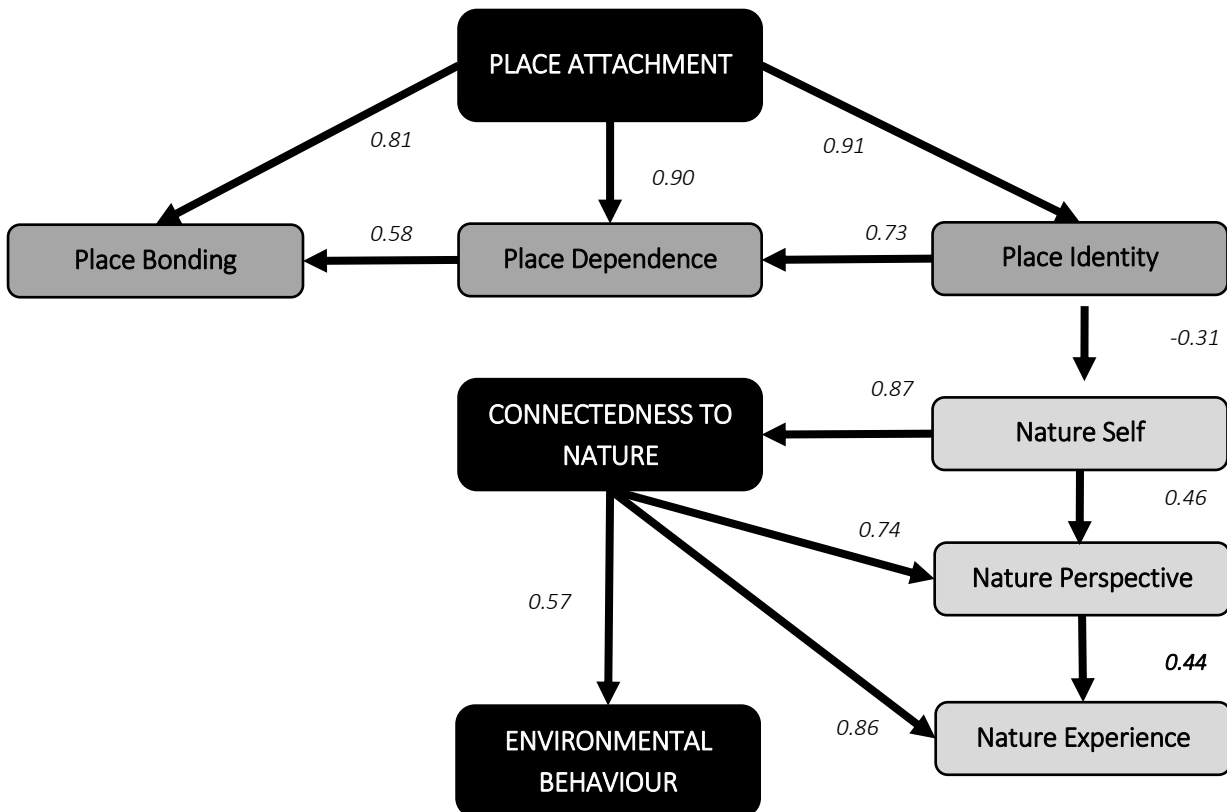 PLACE ATTACHMENT
0.81
0.90
0.91
Place Bonding
0.58
Place Dependence
0.73
Place Identity
-0.31
CONNECTEDNESS TO
NATURE
0.87
Nature Self
0.46
0.74
Nature Perspective
0.57
0.44
0.86
Nature Experience
ENVIRONMENTAL
BEHAVIOUR